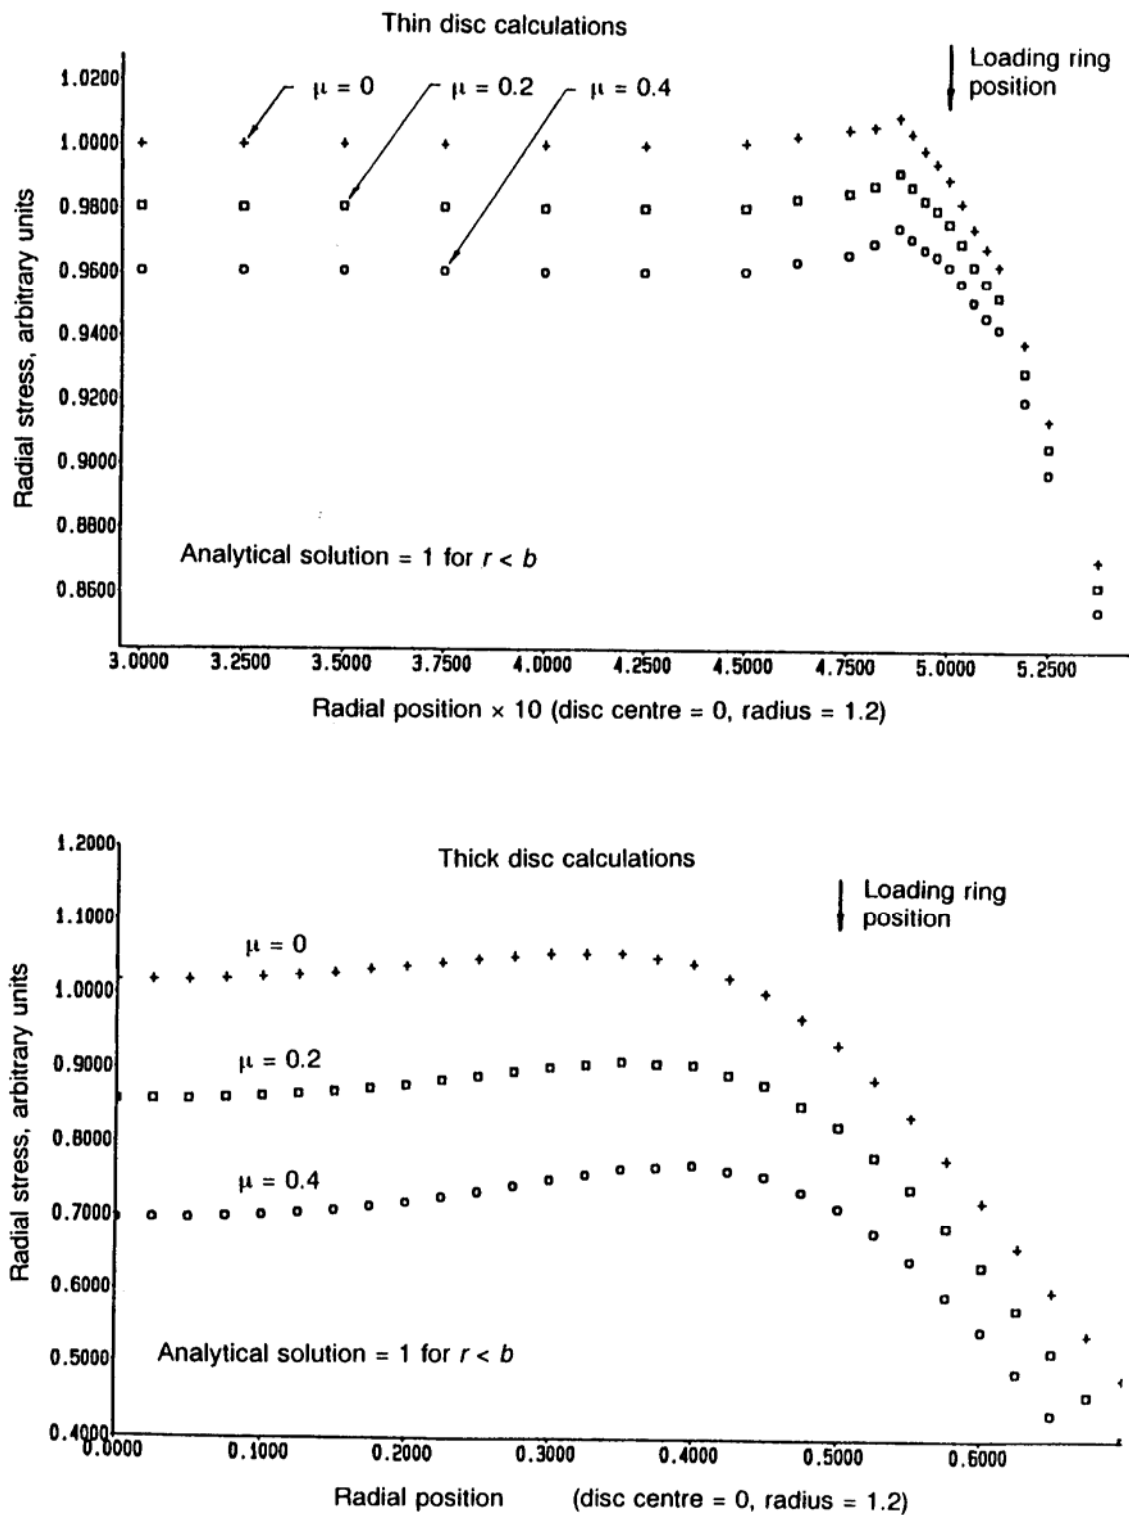 Thin disc calculations
Loading ring
position
μ = 0
μ = 0.2
μ = 0.4
1.0200
1.0000
0.9800
0.9600
0.9400
0.9200
0.9000
0.8800
0.8600
Radial stress, arbitrary units
Analytical solution = 1 for r < b
3.0000 3.2500 3.5000 3.7500 4.0000 4.2500 4.5000 4.7500 5.0000 5.2500
Radial position × 10 (disc centre = 0, radius = 1.2)
Thick disc calculations
Loading ring
position
μ = 0
μ = 0.2
μ = 0.4
1.2000
1.1000
1.0000
0.9000
0.8000
0.7000
0.6000
0.5000
0.4000
Radial stress, arbitrary units
Analytical solution = 1 for r < b
0.0000 0.1000 0.2000 0.3000 0.4000 0.5000 0.6000
Radial position (disc centre = 0, radius = 1.2)